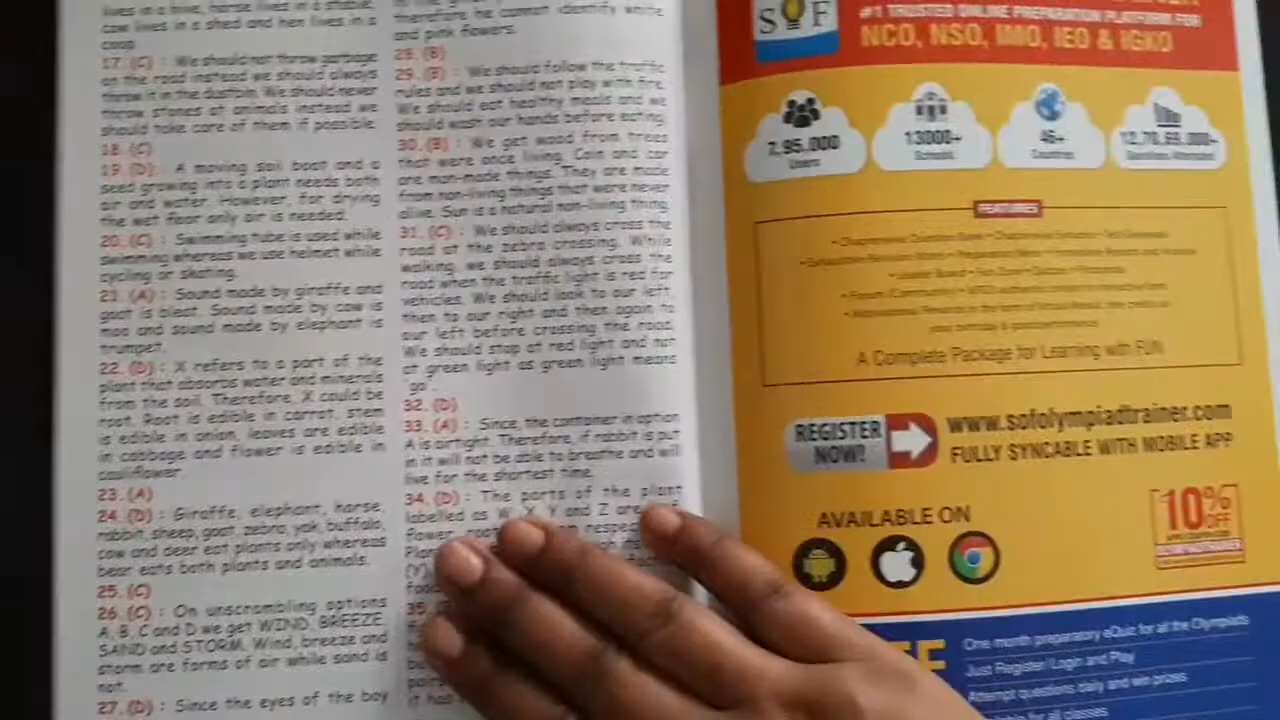 lives in a hive, horse lives in a stable,
cow lives in a shed and hen lives in a
coop.
17. (C) : We should not throw garbage
on the road instead we should always
throw it in the dustbin. We should never
throw stones at animals instead we
should take care of them if possible.
18. (C)
19. (D) : A moving sail boat and a
seed growing into a plant needs both
air and water. However for drying
the wet floor only air is needed.
20. (C) : Swimming tube is used while
swimming whereas we use helmet while
cycling or skating.
21. (A) : Sound made by giraffe and
goat is bleat. Sound made by cow is
moo and sound made by elephant is
trumpet.
22. (D) : X refers to a part of the
plant that absorbs water and minerals
from the soil. Therefore, X could be
root. Root is edible in carrot, stem
is edible in onion, leaves are edible
in cabbage and flower is edible in
cauliflower.
23. (A)
24. (D) : Giraffe, elephant, horse,
rabbit, sheep, goat, zebra, yak, buffalo,
cow and deer eat plants only whereas
bear eats both plants and animals.
25. (C)
26. (C) : On unscrambling options
A, B, C and D we get WIND, BREEZE,
SAND and STORM. Wind, breeze and
storm are forms of air while sand is
not.
27. (D) : Since the eyes of the boy
therefore he cannot identify white
and pink flowers.
28. (B)
29. (B) : We should follow the traffic
rules and we should not play with fire.
We should eat healthy meals and we
should wash our hands before eating.
30. (B) : We get wood from trees
that were once living. Coin and car
are man-made things. They are made
from non-living things that were never
alive. Sun is a natural non-living thing.
31. (C) : We should always cross the
road at the zebra crossing. While
walking, we should always cross the
road when the traffic light is red for
vehicles. We should look to our left,
then to our right and then again to
our left before crossing the road.
We should stop at red light and not
at green light as green light means
'go'.
32. (D)
33. (A) : Since, the container in option
A is airtight. Therefore, if rabbit is put
in it will not be able to breathe and will
live for the shortest time.
34. (D) : The parts of the plant
labelled as W, X, Y and Z are
flower
Plan
(Y)
food
35
it has
SOF
#1 TRUSTED ONLINE PREPARATION PLATFORM FOR
NCO, NSO, IMO, IEO & IGKO
7,95,000
Users
13000+
Schools
46+
Countries
12,70,69,000+
FEATURES
A Complete Package for Learning with FUN
REGISTER
NOW!
www.sofolympiadtrainer.com
FULLY SYNCABLE WITH MOBILE APP
AVAILABLE ON
10%
OFF
One month preparatory eQuiz for all the Olympiads
Just Register/Login and Play
Attempt questions daily and win prizes
for all classes